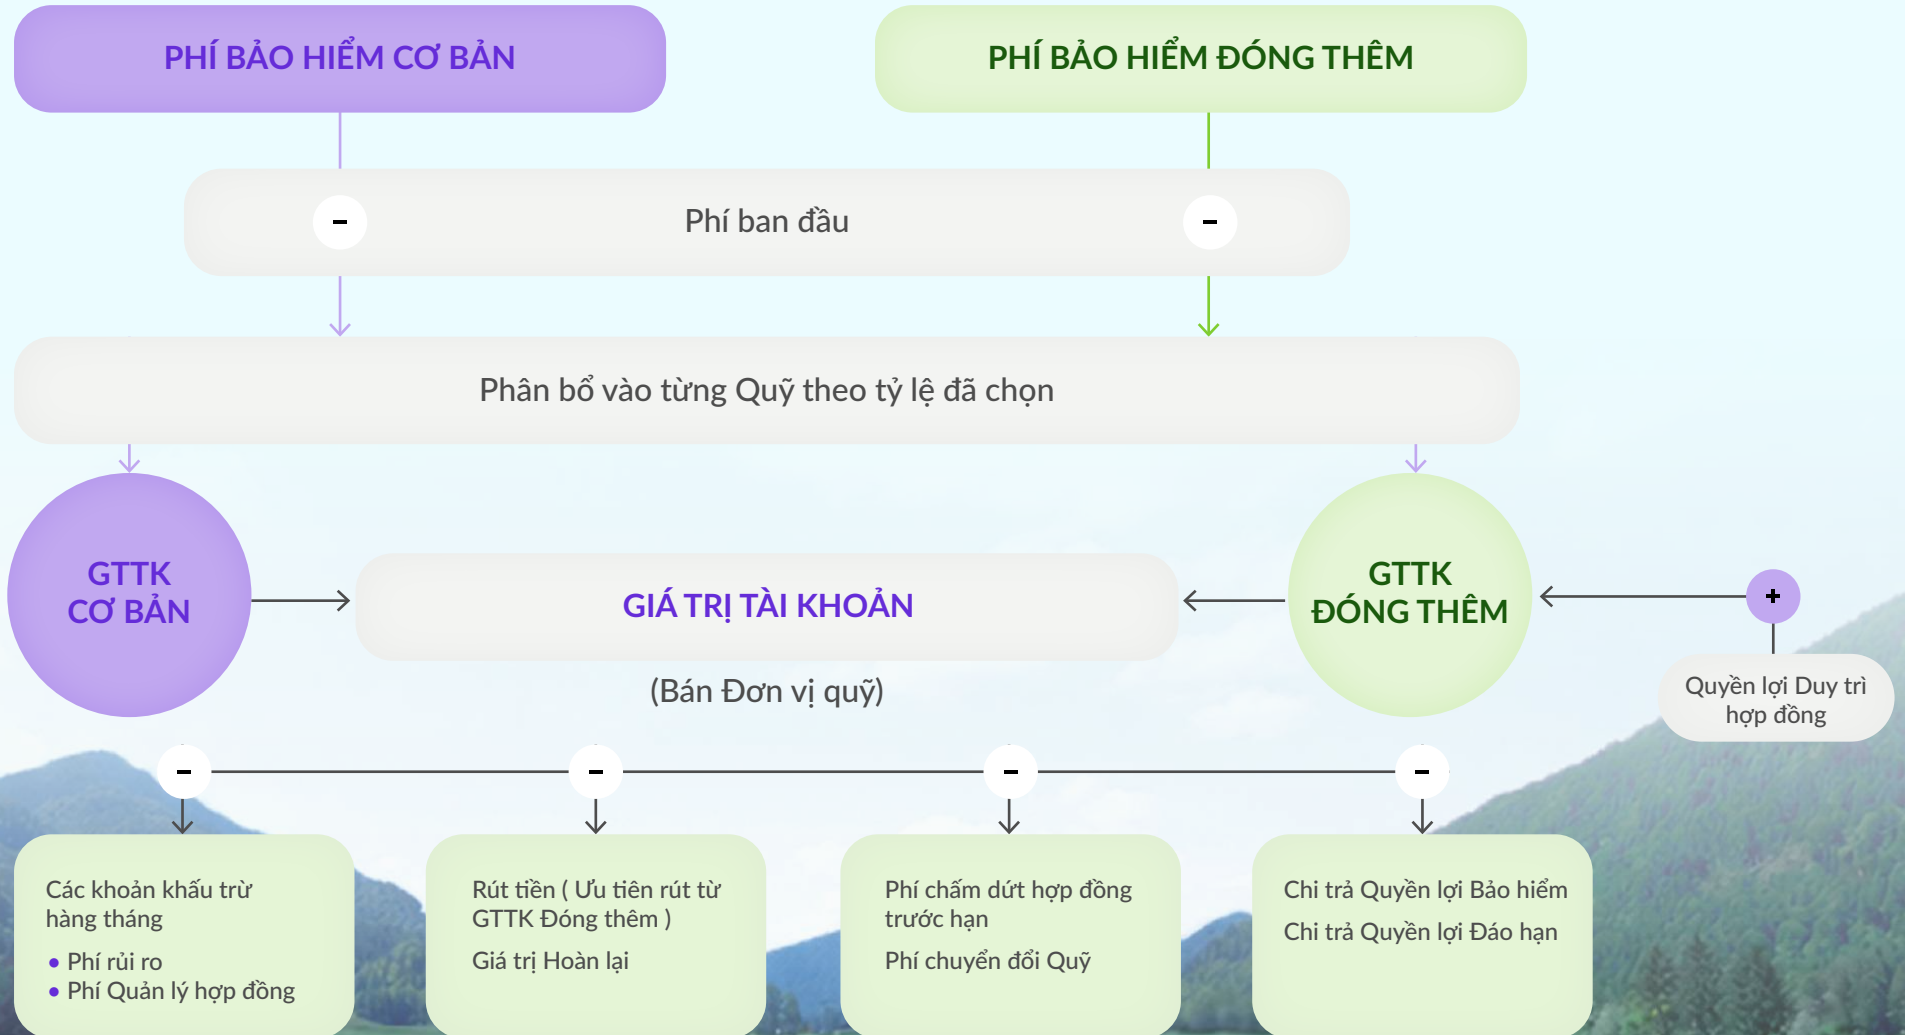 PHÍ BẢO HIỂM CƠ BẢN
PHÍ BẢO HIỂM ĐÓNG THÊM
-
Phí ban đầu
-
Phân bổ vào từng Quỹ theo tỷ lệ đã chọn
GTTK
CƠ BẢN
GIÁ TRỊ TÀI KHOẢN
(Bán Đơn vị quỹ)
GTTK
ĐÓNG THÊM
+
Quyền lợi Duy trì
hợp đồng
-
-
-
-
Các khoản khấu trừ
hàng tháng
• Phí rủi ro
• Phí Quản lý hợp đồng
Rút tiền ( Ưu tiên rút từ
GTTK Đóng thêm )
Giá trị Hoàn lại
Phí chấm dứt hợp đồng
trước hạn
Phí chuyển đổi Quỹ
Chi trả Quyền lợi Bảo hiểm
Chi trả Quyền lợi Đáo hạn